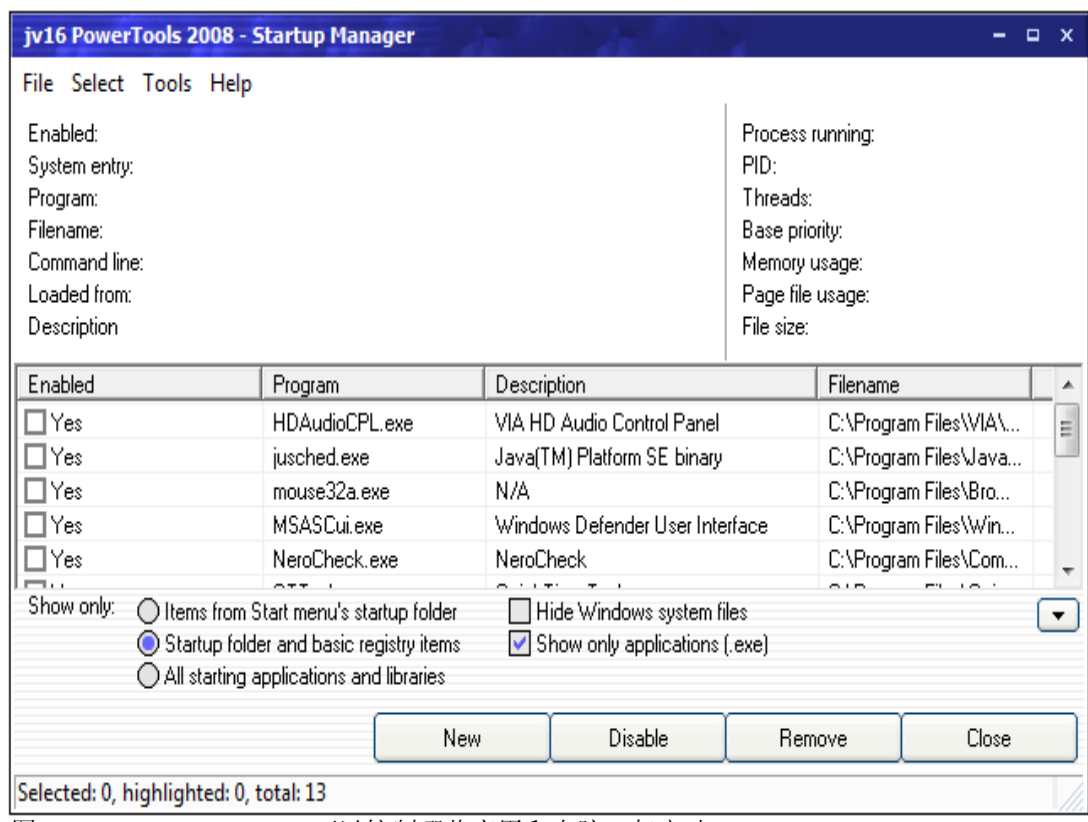 jv16 PowerTools 2008 - Startup Manager
File Select Tools Help
Enabled:
System entry:
Program:
Filename:
Command line:
Loaded from:
Description
Process running:
PID:
Threads:
Base priority:
Memory usage:
Page file usage:
File size:
Enabled Program Description Filename
Yes HDAudioCPL.exe VIA HD Audio Control Panel C:\Program Files\VIA\...
Yes jusched.exe Java(TM) Platform SE binary C:\Program Files\Java...
Yes mouse32a.exe N/A C:\Program Files\Bro...
Yes MSASCui.exe Windows Defender User Interface C:\Program Files\Win...
Yes NeroCheck.exe NeroCheck C:\Program Files\Com...
Show only:
Items from Start menu's startup folder
Startup folder and basic registry items
All starting applications and libraries
Hide Windows system files
Show only applications (.exe)
New Disable Remove Close
Selected: 0, highlighted: 0, total: 13